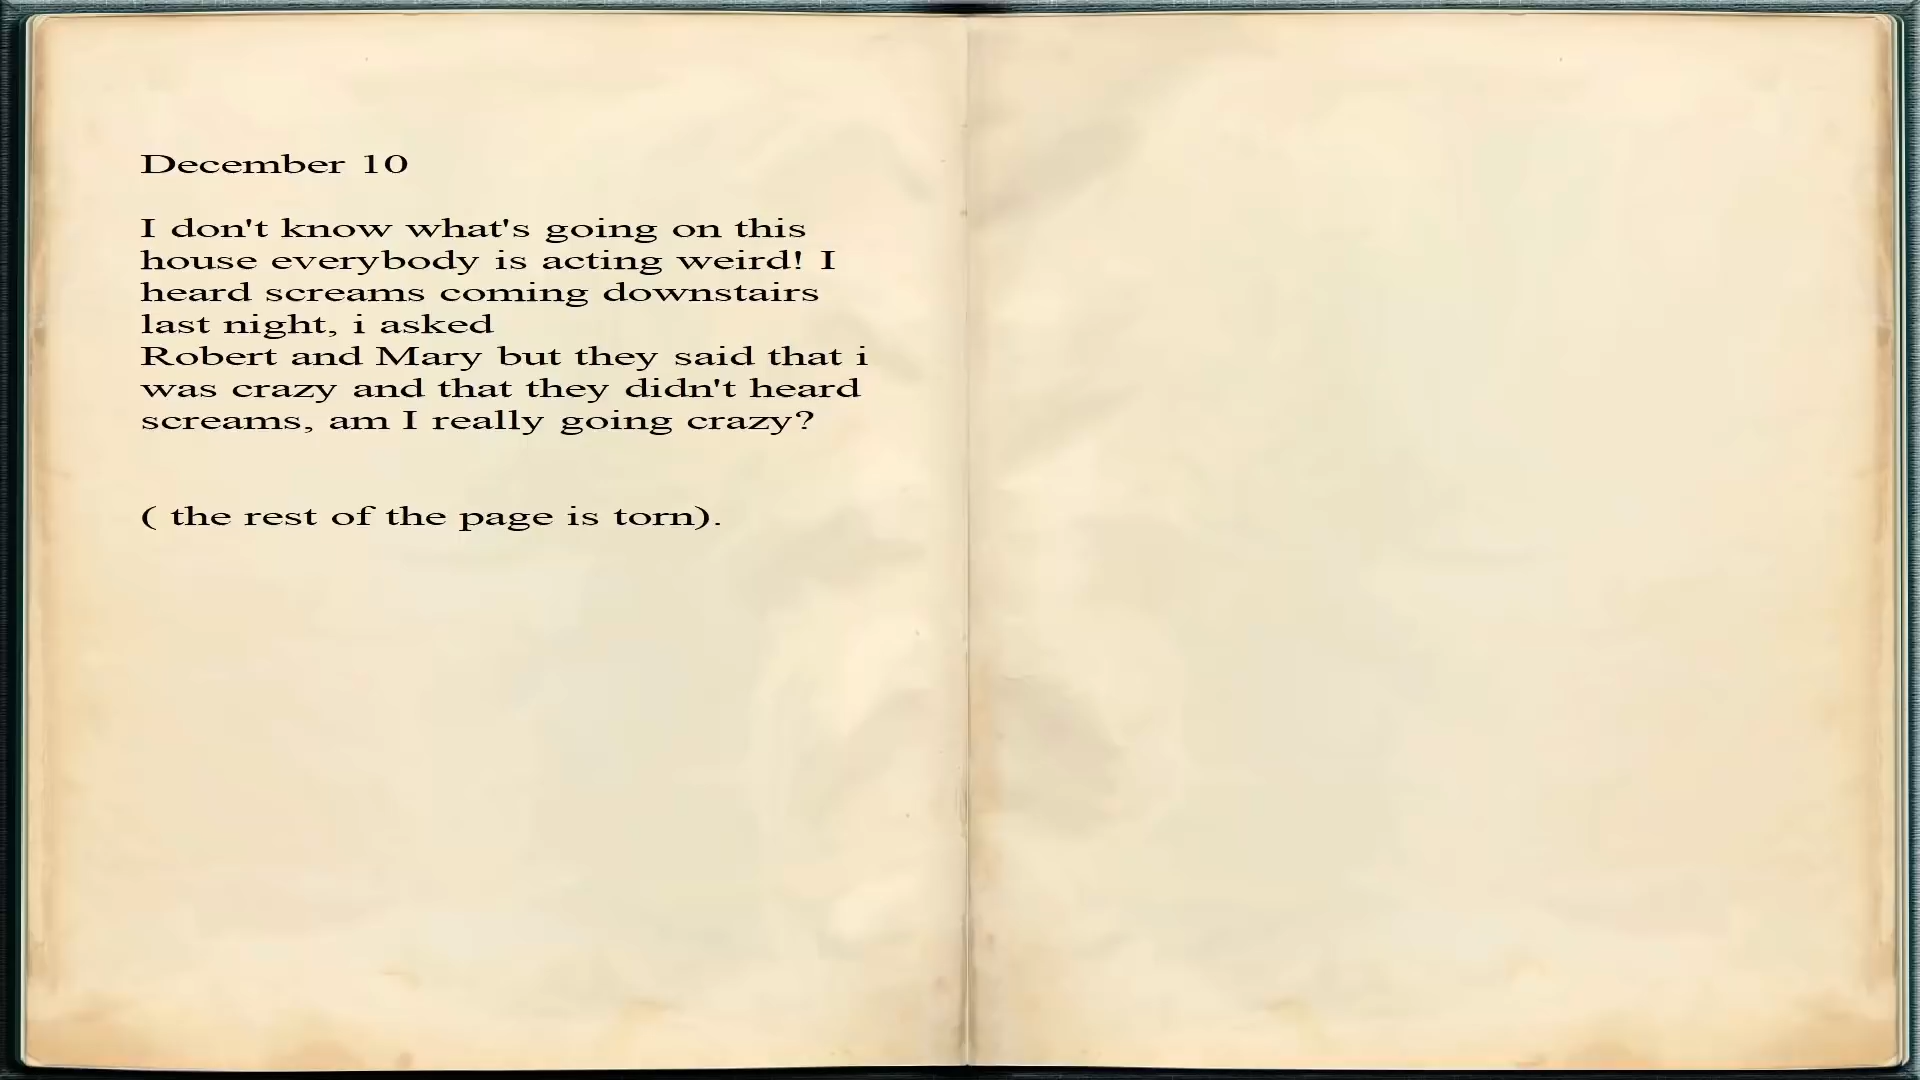 December 10
I don't know what's going on this
house everybody is acting weird! I
heard screams coming downstairs
last night, i asked
Robert and Mary but they said that i
was crazy and that they didn't heard
screams, am I really going crazy?
( the rest of the page is torn).